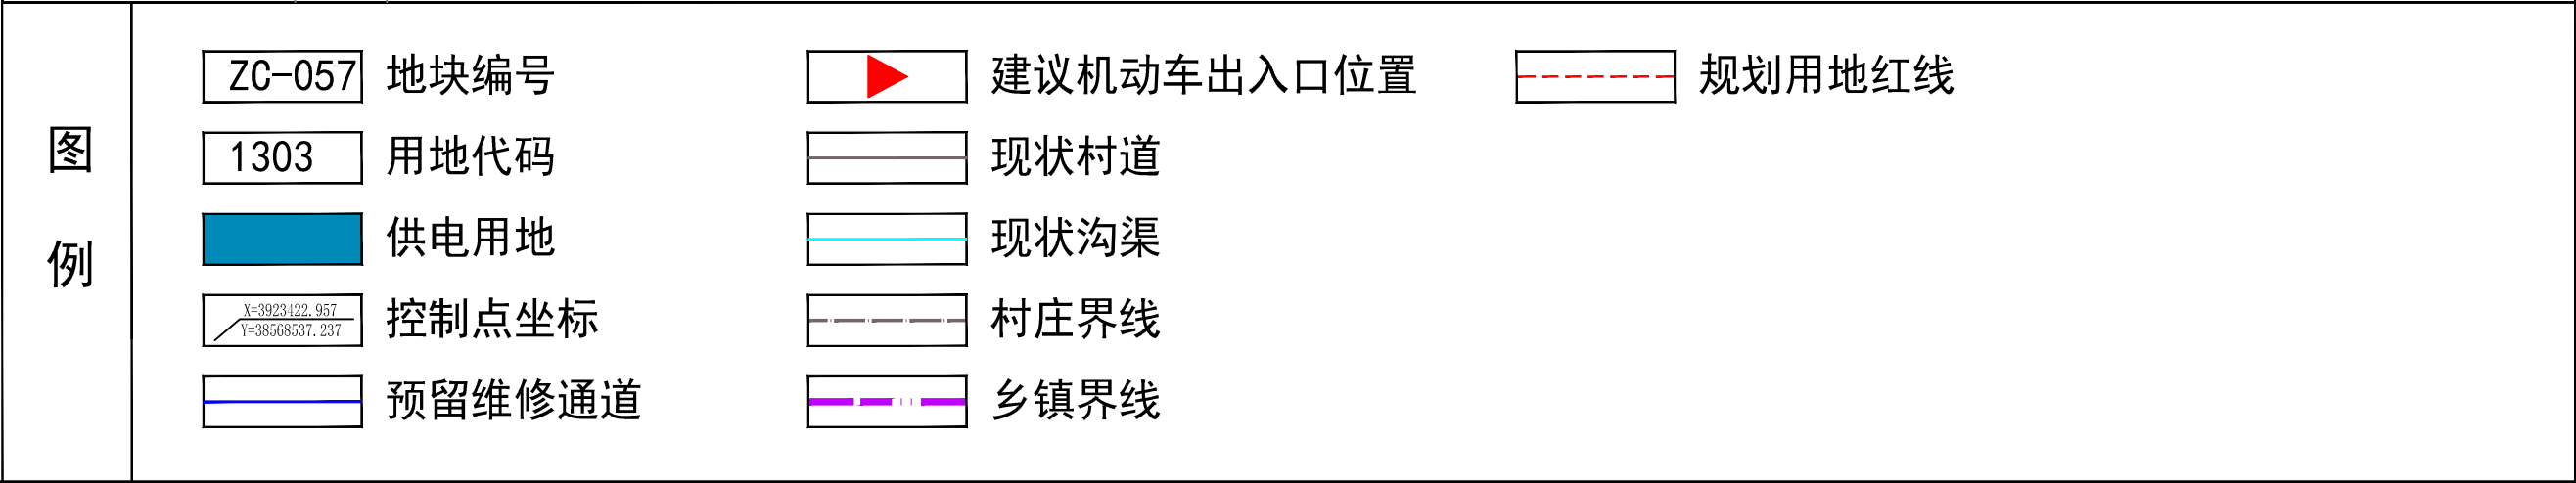 图例
ZC-057 地块编号
1303 用地代码
供电用地
X=3923422.957
Y=38568537.237
控制点坐标
预留维修通道
建议机动车出入口位置
现状村道
现状沟渠
村庄界线
乡镇界线
规划用地红线